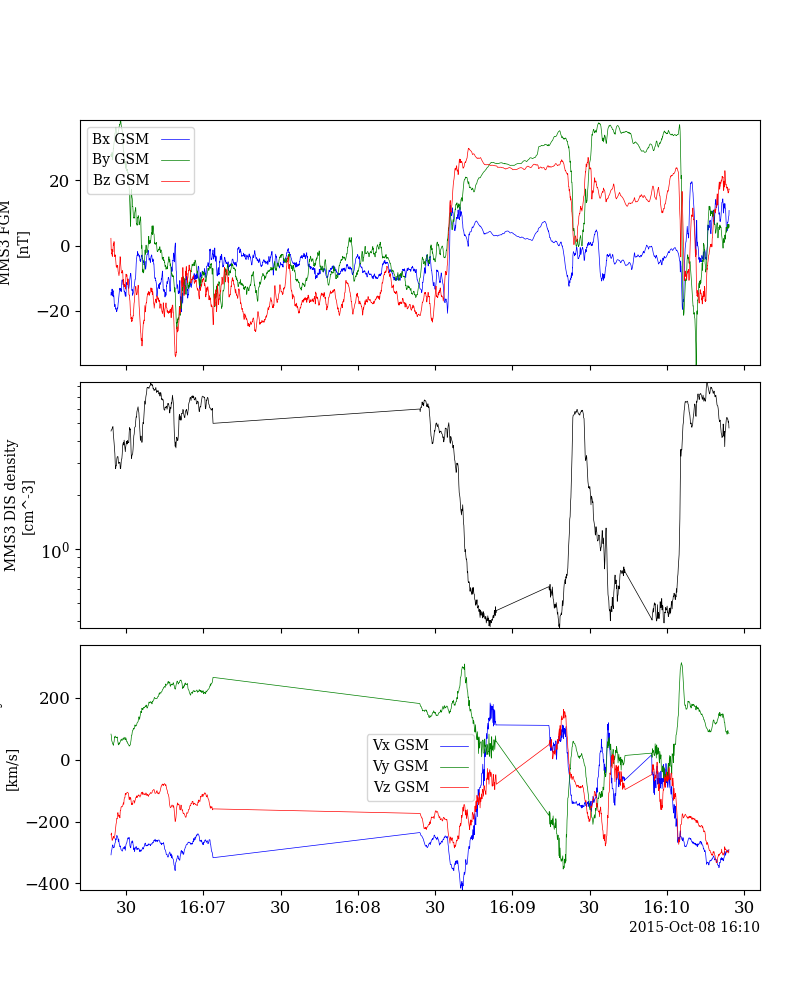 MMS3 FGM
[nT]
Bx GSM
By GSM
Bz GSM
20
0
−20
MMS3 DIS density
[cm^-3]
10^0
[km/s]
Vx GSM
Vy GSM
Vz GSM
200
0
−200
−400
30
16:07
30
16:08
30
16:09
30
16:10
30
2015-Oct-08 16:10